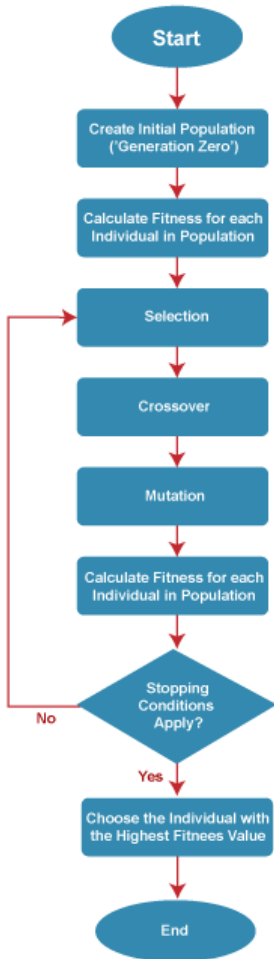 Start
Create Initial Population
('Generation Zero')
Calculate Fitness for each
Individual in Population
Selection
Crossover
Mutation
Calculate Fitness for each
Individual in Population
Stopping
Conditions
Apply?
No
Yes
Choose the Individual with
the Highest Fitnees Value
End